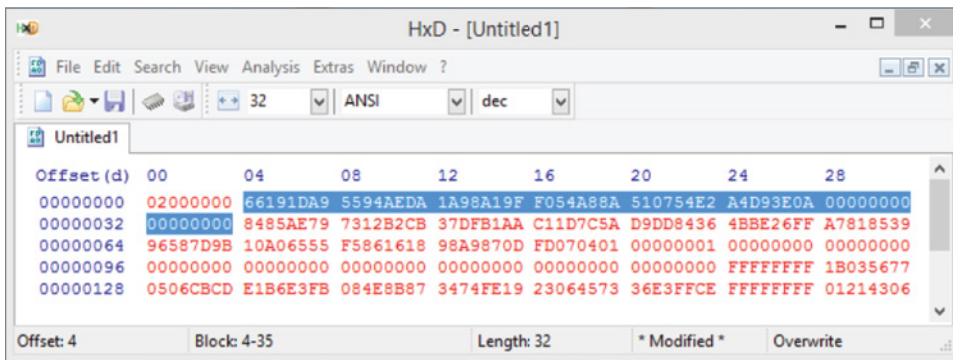 HxD - [Untitled1]
File Edit Search View Analysis Extras Window ?
32 ANSI dec
Untitled1
Offset(d) 00 04 08 12 16 20 24 28
00000000 02000000 66191DA9 5594AEDA 1A98A19F F054A88A 510754E2 A4D93E0A 00000000
00000032 00000000 8485AE79 7312B2CB 37DFB1AA C11D7C5A D9DD8436 4BBE26FF A7818539
00000064 96587D9B 10A06555 F5861618 98A9870D FD070401 00000001 00000000 00000000
00000096 00000000 00000000 00000000 00000000 00000000 00000000 FFFFFFFF 1B035677
00000128 0506CBCD E1B6E3FB 084E8B87 3474FE19 23064573 36E3FFCE FFFFFFFF 01214306
Offset: 4 Block: 4-35 Length: 32 * Modified * Overwrite